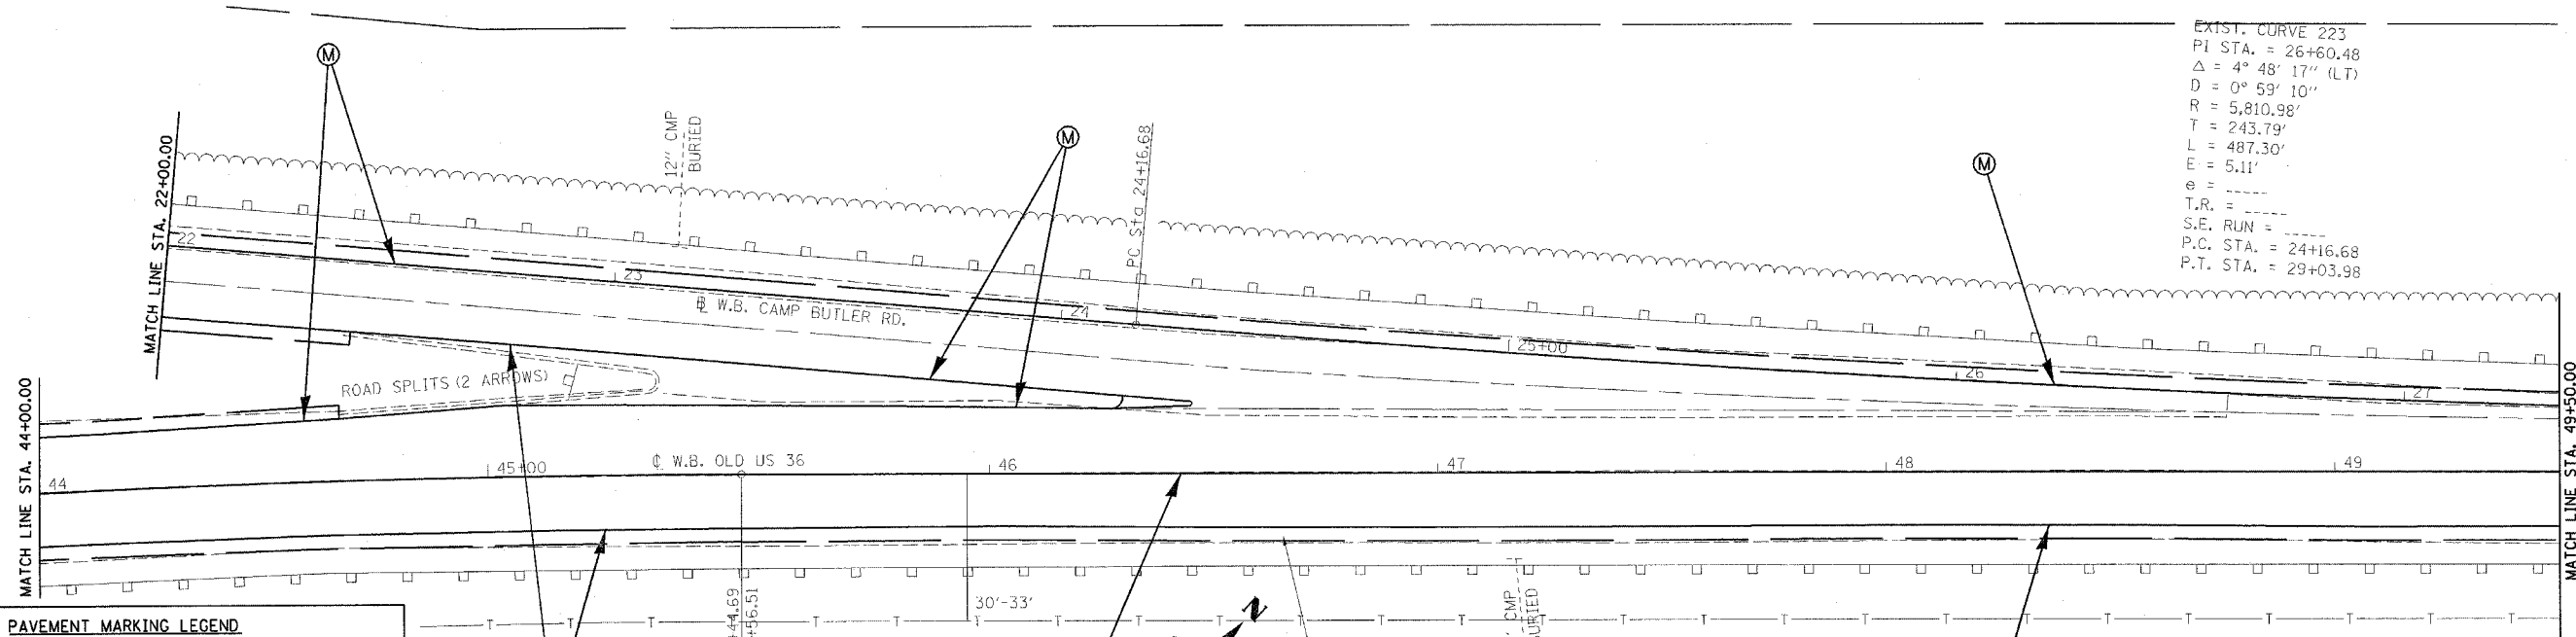 EXIST. CURVE 223
PI STA. = 26+60.48
Δ = 4° 48' 17" (LT)
D = 0° 59' 10"
R = 5,810.98'
T = 243.79'
L = 487.30'
E = 5.11'
e = -----
T.R. = -----
S.E. RUN = -----
P.C. STA. = 24+16.68
P.T. STA. = 29+03.98
M
M
M
12" CMP
BURIED
PC Sta 24+16.68
MATCH LINE STA. 22+00.00
22
23
24
25+00
26
27
℄ W.B. CAMP BUTLER RD.
ROAD SPLITS (2 ARROWS)
MATCH LINE STA. 44+00.00
MATCH LINE STA. 49+50.00
44
45+00
℄ W.B. OLD US 36
46
47
48
49
30'-33'
N
CMP
BURIED
PAVEMENT MARKING LEGEND